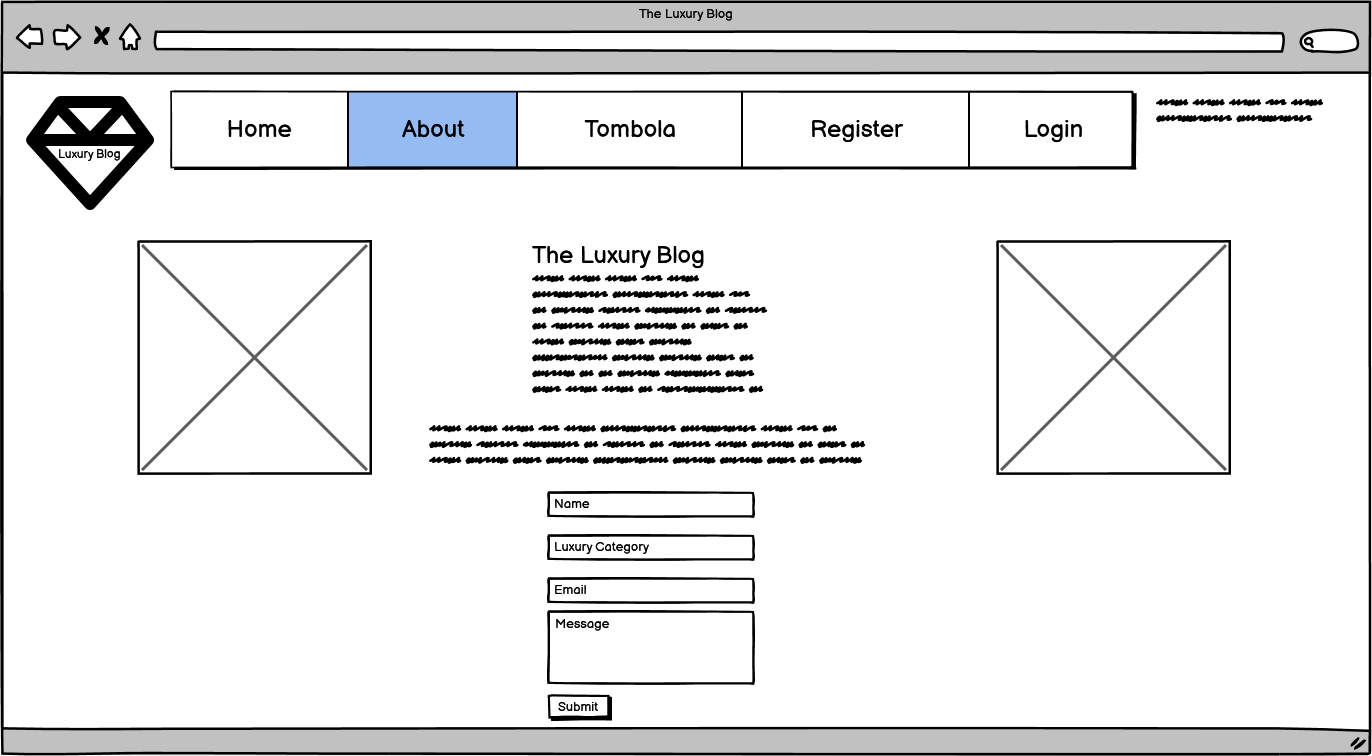 The Luxury Blog
Luxury Blog
Home
About
Tombola
Register
Login
The Luxury Blog
Name
Luxury Category
Email
Message
Submit